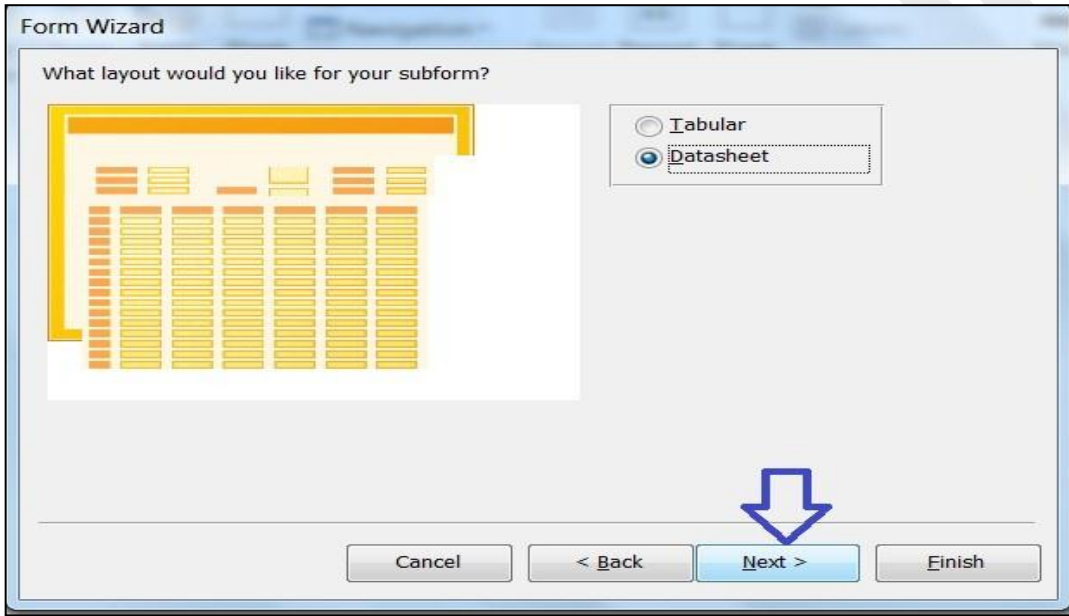 Form Wizard
What layout would you like for your subform?
Tabular
Datasheet
Cancel
< Back
Next >
Finish